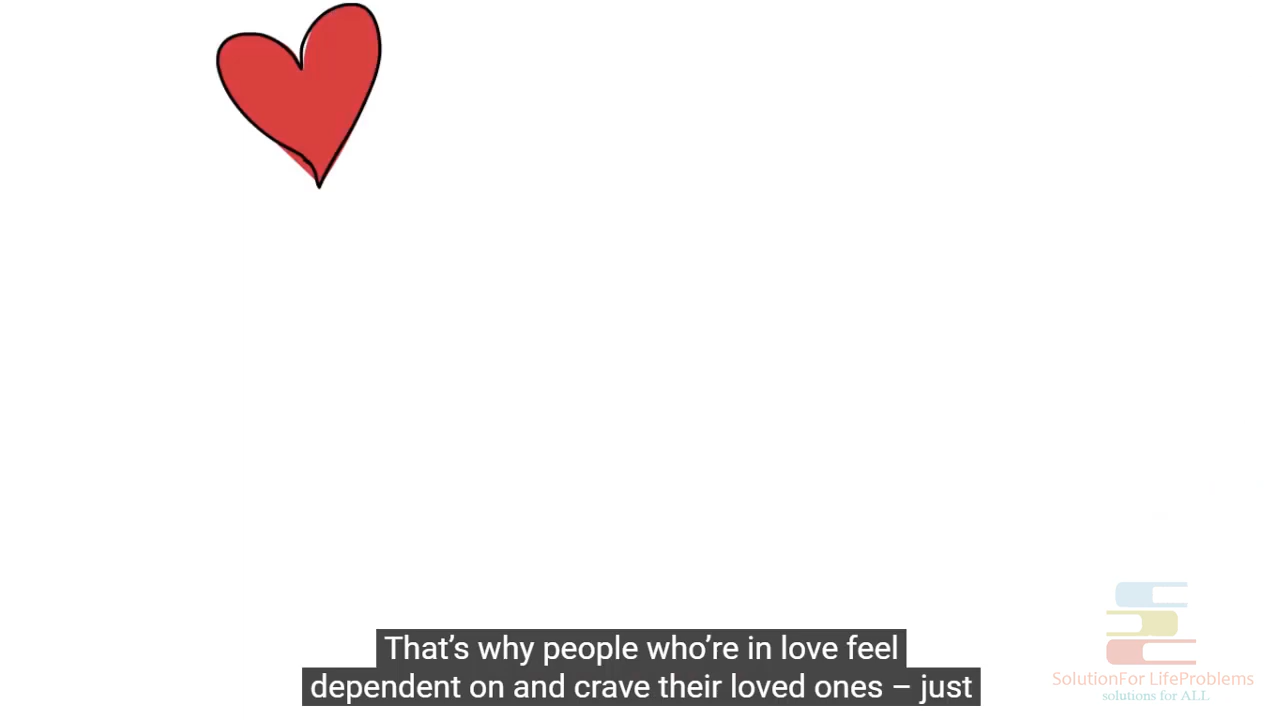 That’s why people who’re in love feel
dependent on and crave their loved ones – just
SolutionFor LifeProblems
solutions for ALL